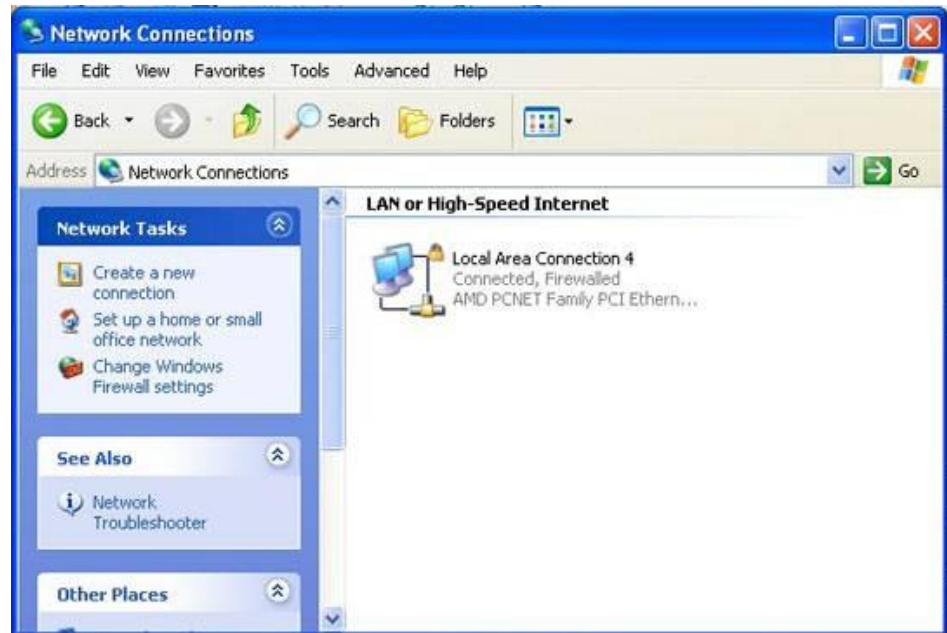 Network Connections
File Edit View Favorites Tools Advanced Help
Back Search Folders
Address Network Connections Go
Network Tasks
Create a new
connection
Set up a home or small
office network
Change Windows
Firewall settings
See Also
Network
Troubleshooter
Other Places
LAN or High-Speed Internet
Local Area Connection 4
Connected, Firewalled
AMD PCNET Family PCI Ethern...